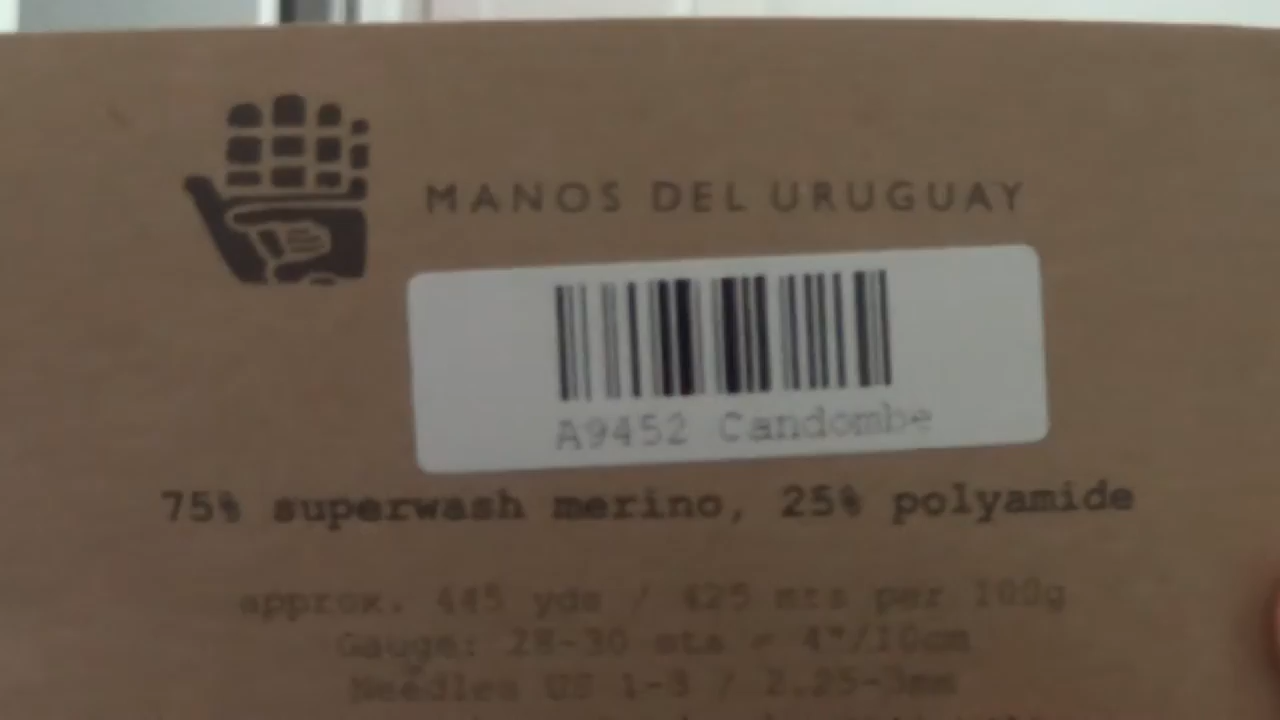 MANOS DEL URUGUAY
A9452 Candombe
75% superwash merino, 25% polyamide
approx. 445 yds / 425 mts per 100g
Gauge: 28-30 sts = 4"/10cm
Needles US 1-3 / 2.25-3mm